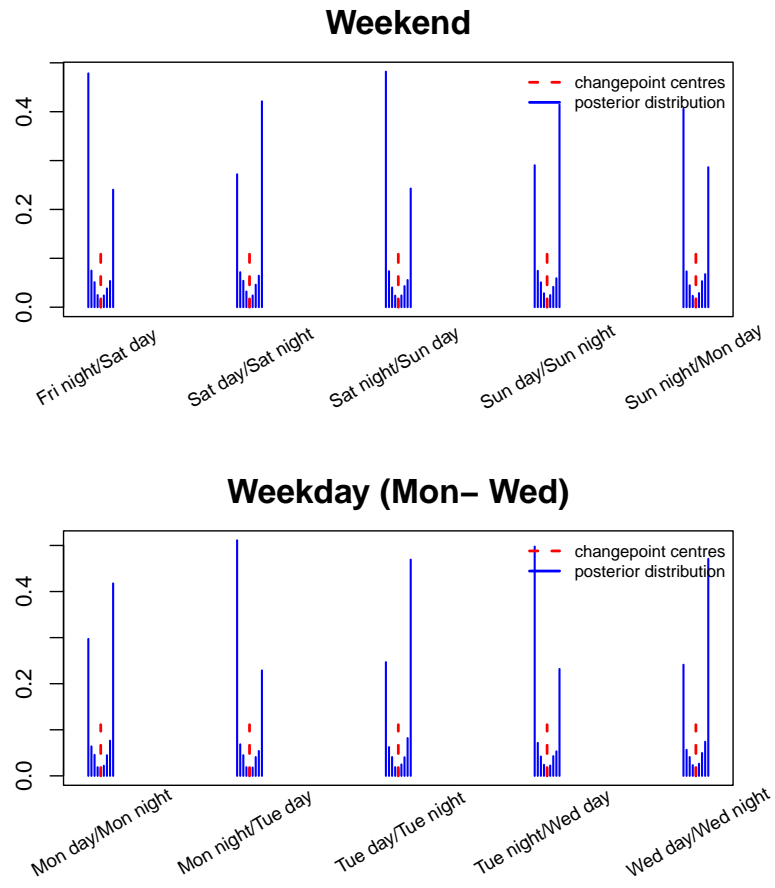 Weekend
changepoint centres
posterior distribution
0.4
0.2
0.0
Fri night/Sat day
Sat day/Sat night
Sat night/Sun day
Sun day/Sun night
Sun night/Mon day
Weekday (Mon– Wed)
changepoint centres
posterior distribution
0.4
0.2
0.0
Mon day/Mon night
Mon night/Tue day
Tue day/Tue night
Tue night/Wed day
Wed day/Wed night